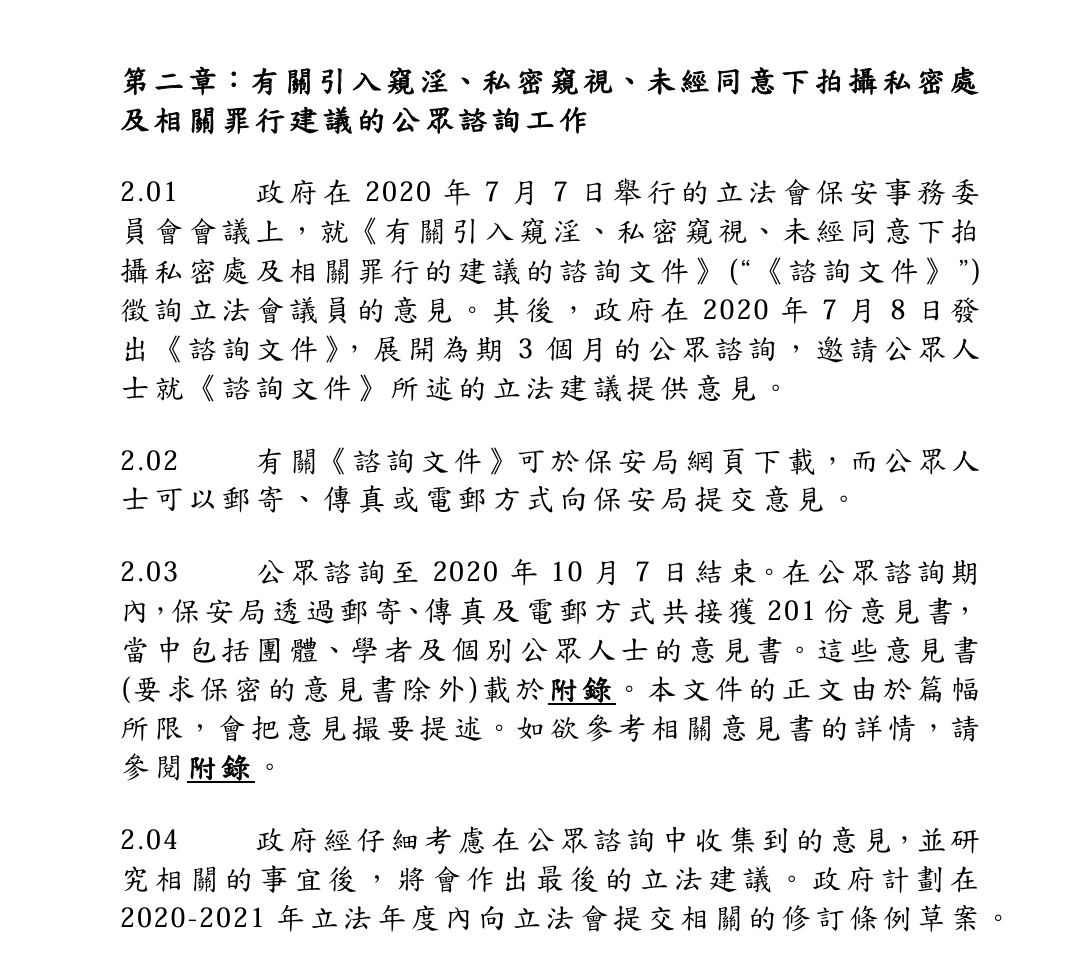 第二章：有關引入窺淫、私密窺視、未經同意下拍攝私密處
及相關罪行建議的公眾諮詢工作
2.01 政府在 2020 年 7 月 7 日舉行的立法會保安事務委
員會會議上，就《有關引入窺淫、私密窺視、未經同意下拍
攝私密處及相關罪行的建議的諮詢文件》(“《諮詢文件》”)
徵詢立法會議員的意見。其後，政府在 2020 年 7 月 8 日發
出《諮詢文件》，展開為期 3 個月的公眾諮詢，邀請公眾人
士就《諮詢文件》所述的立法建議提供意見。
2.02 有關《諮詢文件》可於保安局網頁下載，而公眾人
士可以郵寄、傳真或電郵方式向保安局提交意見。
2.03 公眾諮詢至 2020 年 10 月 7 日結束。在公眾諮詢期
內，保安局透過郵寄、傳真及電郵方式共接獲 201 份意見書，
當中包括團體、學者及個別公眾人士的意見書。這些意見書
(要求保密的意見書除外)載於附錄。本文件的正文由於篇幅
所限，會把意見撮要提述。如欲參考相關意見書的詳情，請
參閱附錄。
2.04 政府經仔細考慮在公眾諮詢中收集到的意見，並研
究相關的事宜後，將會作出最後的立法建議。政府計劃在
2020-2021 年立法年度內向立法會提交相關的修訂條例草案。